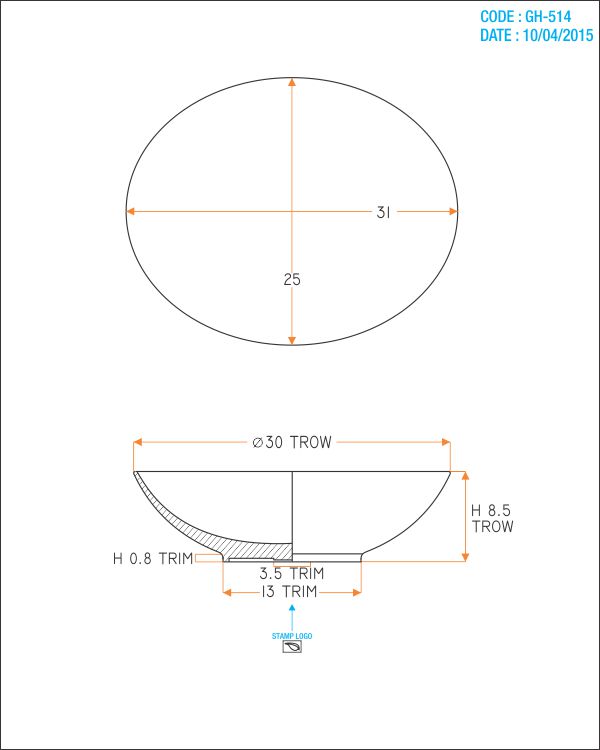 CODE : GH-514
DATE : 10/04/2015
31
25
Ø30 TROW
H 8.5
TROW
H 0.8 TRIM
3.5 TRIM
13 TRIM
STAMP LOGO